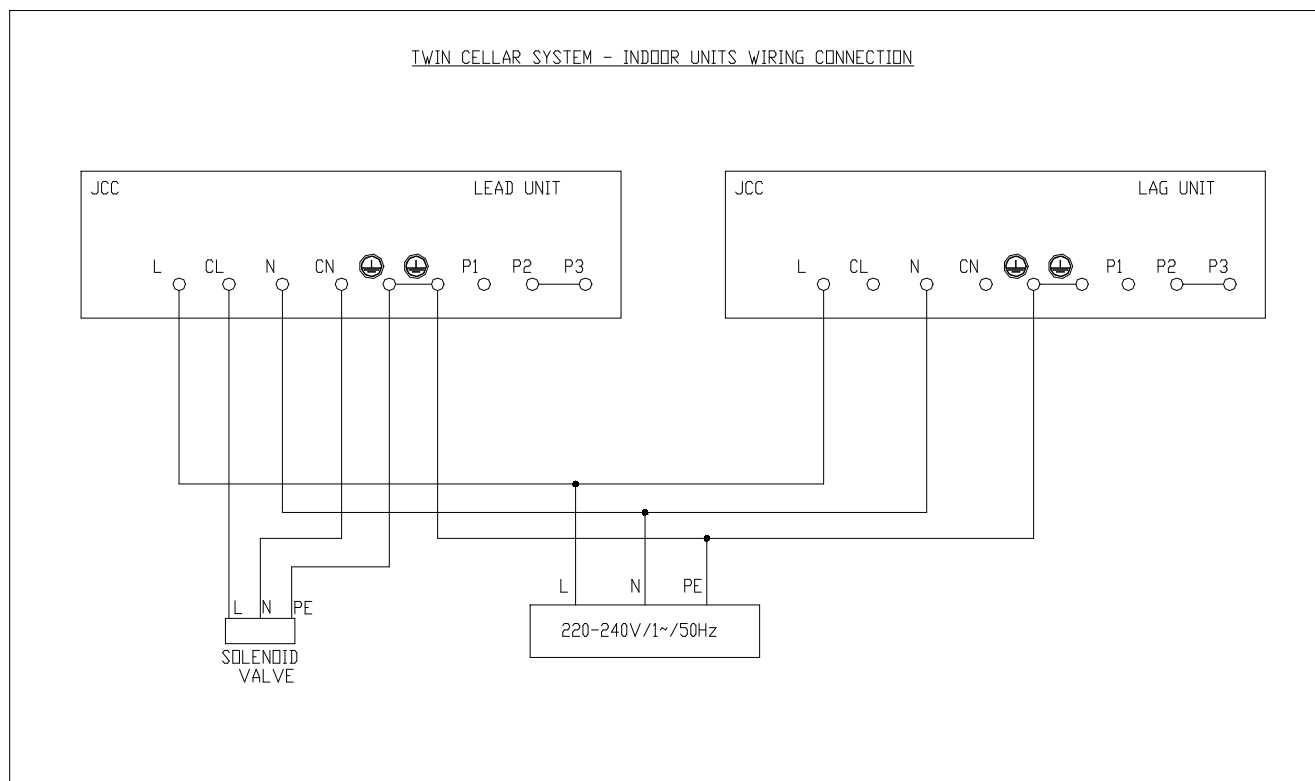 TWIN CELLAR SYSTEM - INDOOR UNITS WIRING CONNECTION
JCC LEAD UNIT
L CL N CN P1 P2 P3
JCC LAG UNIT
L CL N CN P1 P2 P3
L N PE
SOLENOID
VALVE
L N PE
220-240V/1~/50Hz